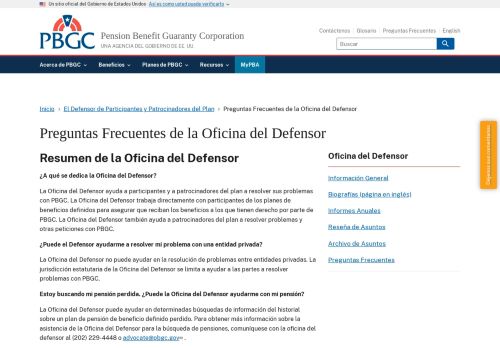 Un sitio oficial del Gobierno de Estados Unidos Así es como usted puede verificarlo
PBGC
Pension Benefit Guaranty Corporation
UNA AGENCIA DEL GOBIERNO DE EE. UU
Contáctenos Glosario Preguntas Frecuentes English
Buscar
Acerca de PBGC Beneficios Planes de PBGC Recursos MyPBA
Inicio › El Defensor de Participantes y Patrocinadores del Plan › Preguntas Frecuentes de la Oficina del Defensor
Preguntas Frecuentes de la Oficina del Defensor
Resumen de la Oficina del Defensor
¿A qué se dedica la Oficina del Defensor?
La Oficina del Defensor ayuda a participantes y a patrocinadores del plan a resolver sus problemas
con PBGC. La Oficina del Defensor trabaja directamente con participantes de los planes de
beneficios definidos para asegurar que reciban los beneficios a los que tienen derecho por parte de
PBGC. La Oficina del Defensor también ayuda a patrocinadores del plan a resolver problemas y
otras peticiones con PBGC.
¿Puede el Defensor ayudarme a resolver mi problema con una entidad privada?
La Oficina del Defensor no puede ayudar en la resolución de problemas entre entidades privadas. La
jurisdicción estatutaria de la Oficina del Defensor se limita a ayudar a las partes a resolver
problemas con PBGC.
Estoy buscando mi pensión perdida. ¿Puede la Oficina del Defensor ayudarme con mi pensión?
La Oficina del Defensor puede ayudar en determinadas búsquedas de información del historial
sobre un plan de pensión de beneficio definido perdido. Para obtener más información sobre la
asistencia de la Oficina del Defensor para la búsqueda de pensiones, comuníquese con la oficina del
defensor al (202) 229-4448 o advocate@pbgc.gov .
Oficina del Defensor
Información General
Biografías (página en inglés)
Informes Anuales
Reseña de Asuntos
Archivo de Asuntos
Preguntas Frecuentes